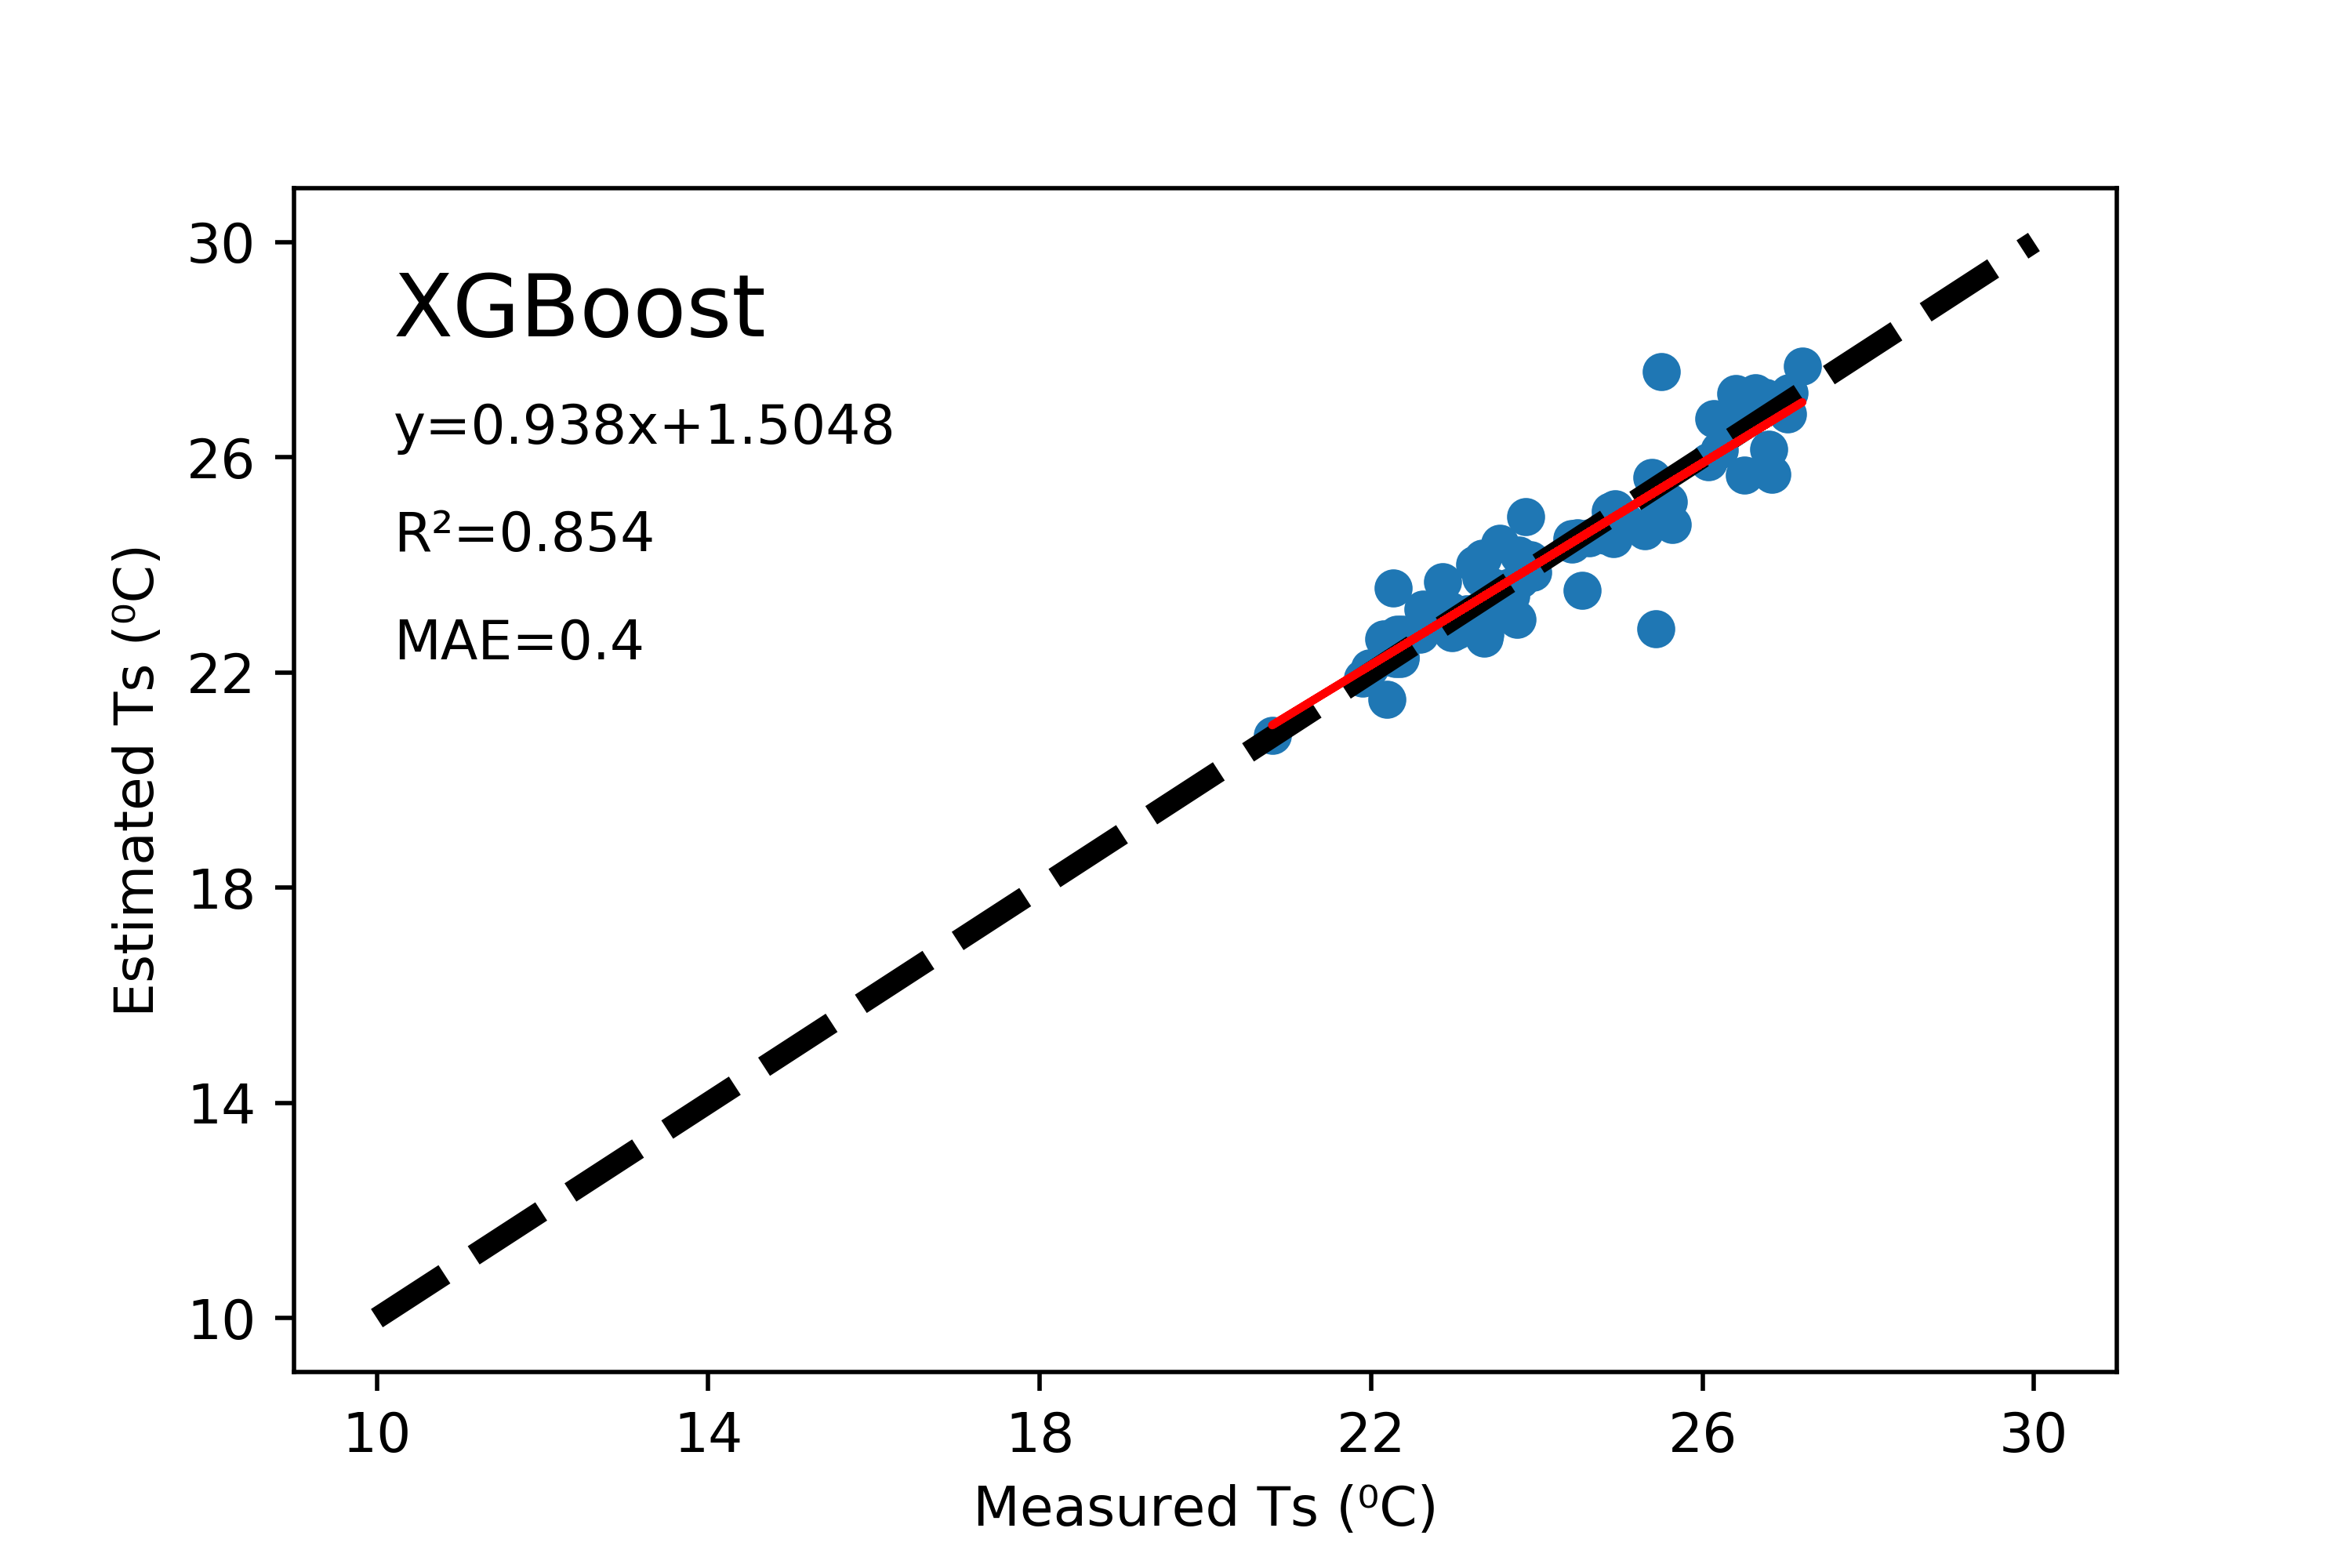 XGBoost
y=0.938x+1.5048
R²=0.854
MAE=0.4
Estimated Ts (⁰C)
30
26
22
18
14
10
10 14 18 22 26 30
Measured Ts (⁰C)